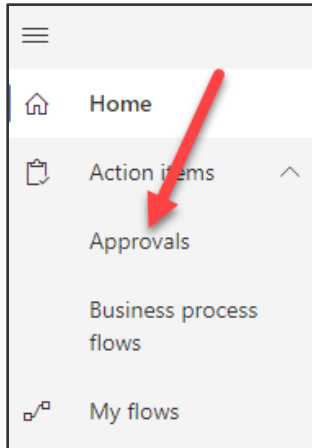 Home
Action items
Approvals
Business process
flows
My flows